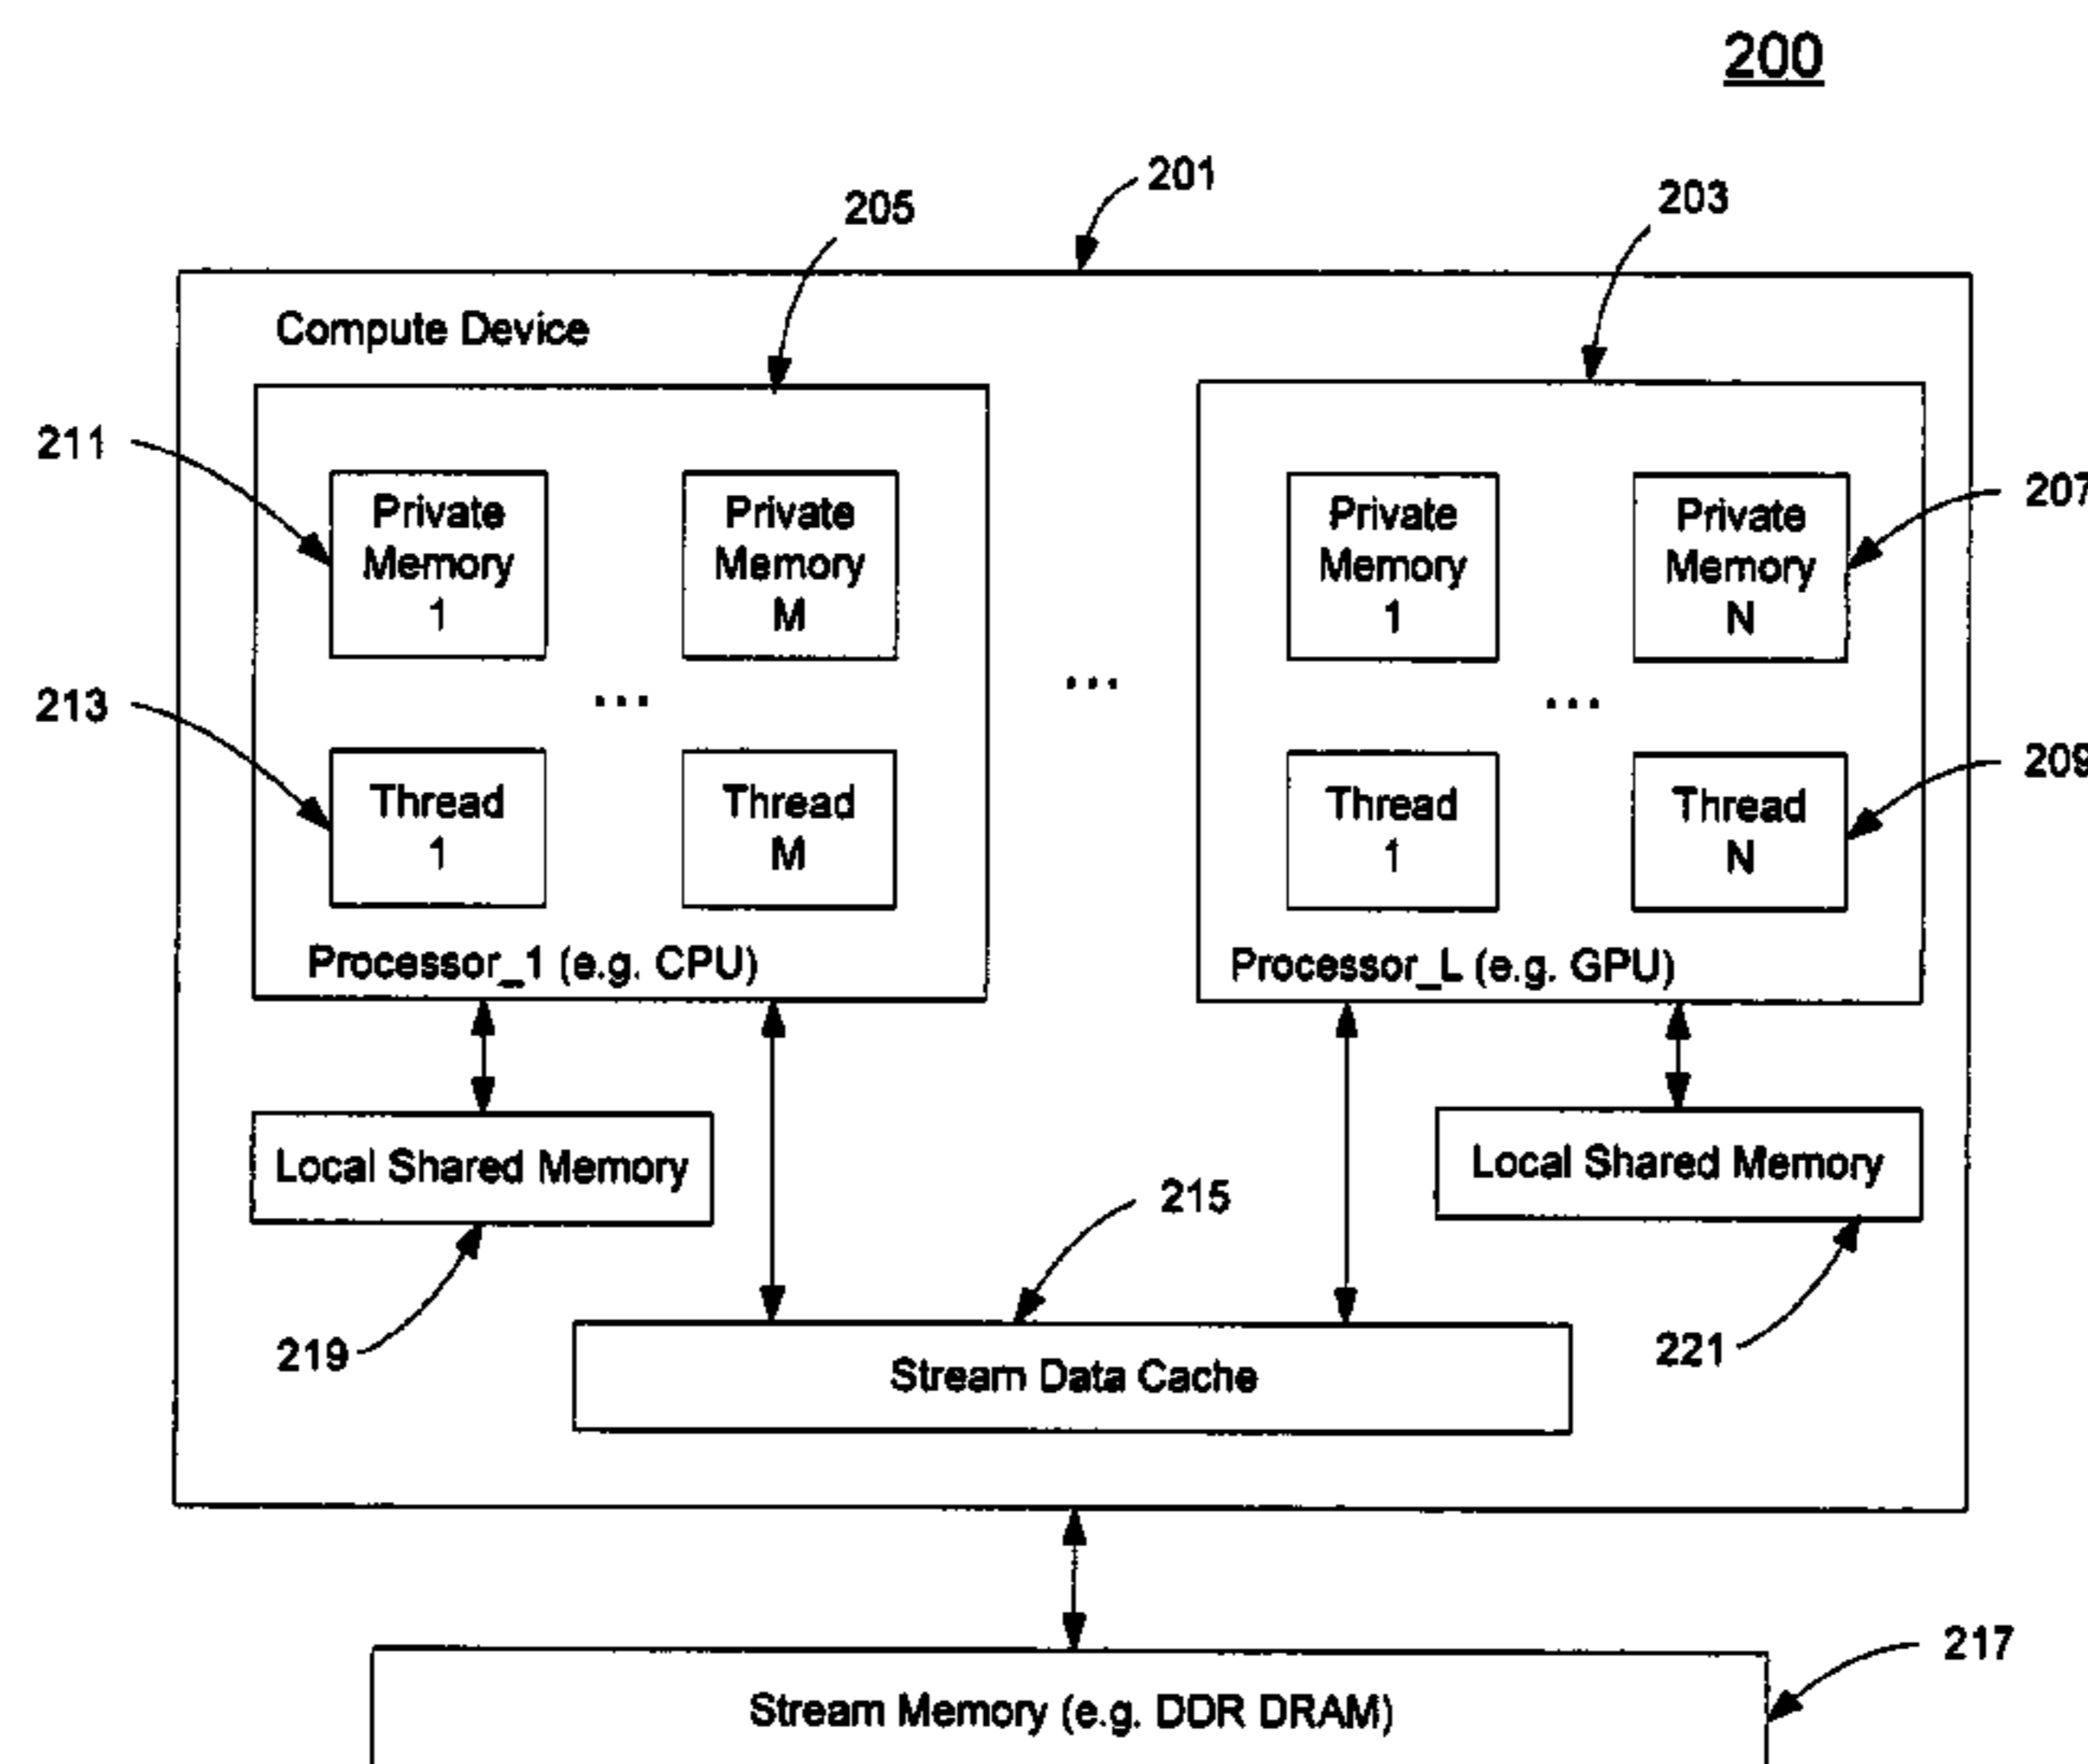 200
201
203
205
Compute Device
211
207
Private
Memory
1
Private
Memory
M
...
Private
Memory
1
Private
Memory
N
213
209
...
...
Thread
1
Thread
M
Thread
1
Thread
N
Processor_1 (e.g. CPU)
Processor_L (e.g. GPU)
Local Shared Memory
Local Shared Memory
215
219
221
Stream Data Cache
217
Stream Memory (e.g. DDR DRAM)